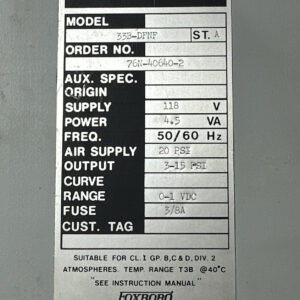 MODEL
33B-DFNF ST. A
ORDER NO.
76N-40640-2
AUX. SPEC.
ORIGIN
SUPPLY 118 V
POWER 4.5 VA
FREQ. 50/60 Hz
AIR SUPPLY 20 PSI
OUTPUT 3-15 PSI
CURVE
RANGE 0-1 VDC
FUSE 3/8A
CUST. TAG
SUITABLE FOR CL. I GP. B, C & D, DIV. 2
ATMOSPHERES. TEMP. RANGE T3B @40°C
"SEE INSTRUCTION MANUAL"
FOXBORO